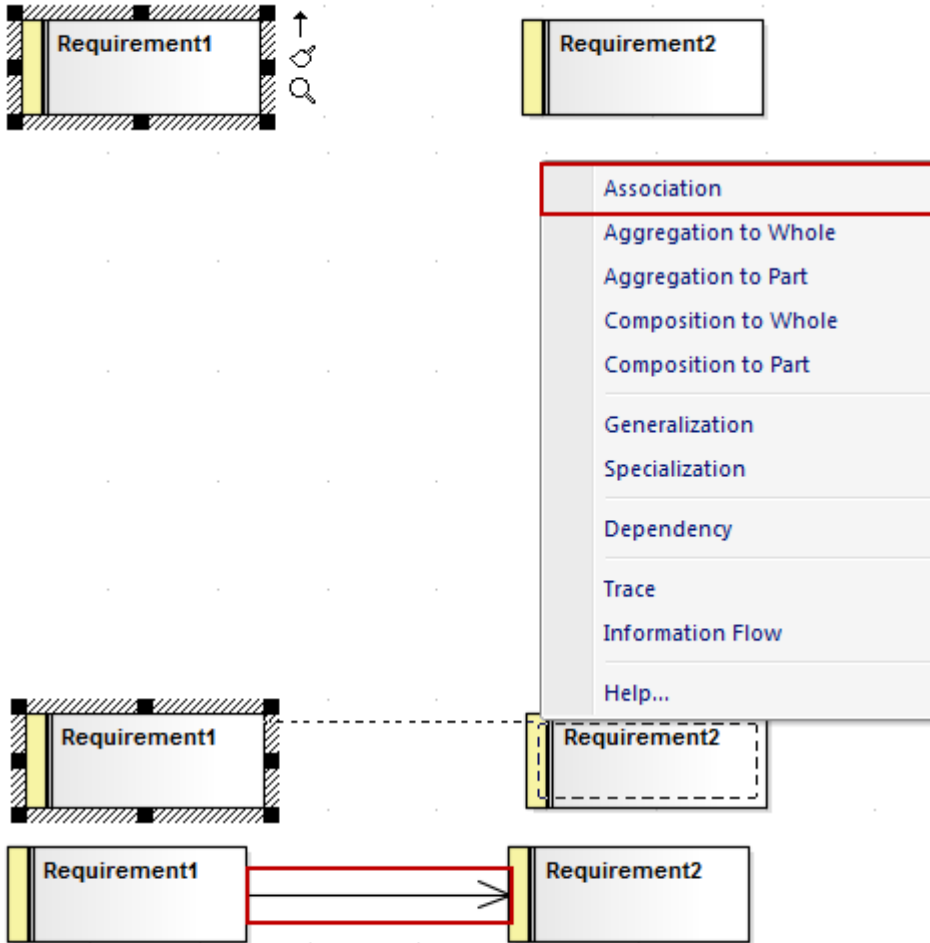 Requirement1
Requirement2
Association
Aggregation to Whole
Aggregation to Part
Composition to Whole
Composition to Part
Generalization
Specialization
Dependency
Trace
Information Flow
Help...
Requirement1
Requirement2
Requirement1
Requirement2